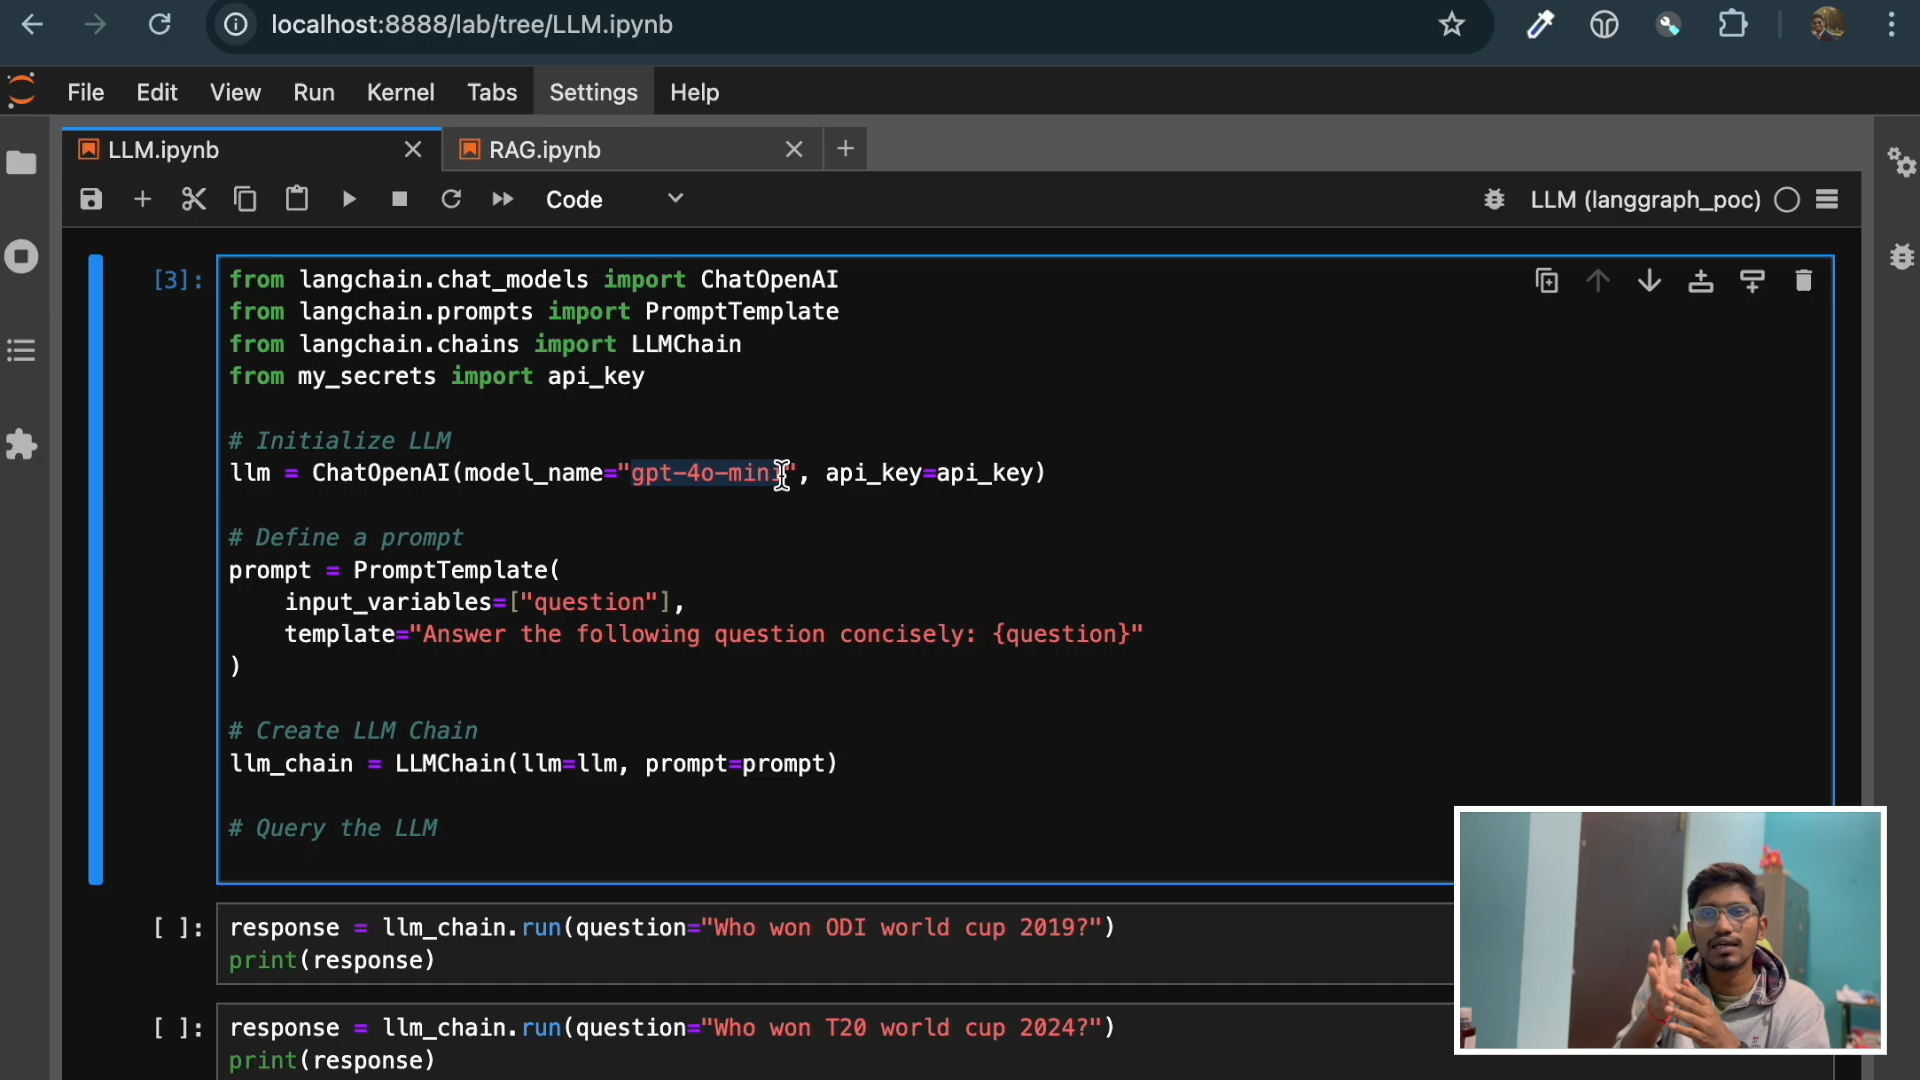 localhost:8888/lab/tree/LLM.ipynb
File Edit View Run Kernel Tabs Settings Help
LLM.ipynb RAG.ipynb
Code LLM (langgraph_poc)
[3]: from langchain.chat_models import ChatOpenAI
from langchain.prompts import PromptTemplate
from langchain.chains import LLMChain
from my_secrets import api_key
# Initialize LLM
llm = ChatOpenAI(model_name="gpt-4o-mini", api_key=api_key)
# Define a prompt
prompt = PromptTemplate(
input_variables=["question"],
template="Answer the following question concisely: {question}"
)
# Create LLM Chain
llm_chain = LLMChain(llm=llm, prompt=prompt)
# Query the LLM
[ ]: response = llm_chain.run(question="Who won ODI world cup 2019?")
print(response)
[ ]: response = llm_chain.run(question="Who won T20 world cup 2024?")
print(response)